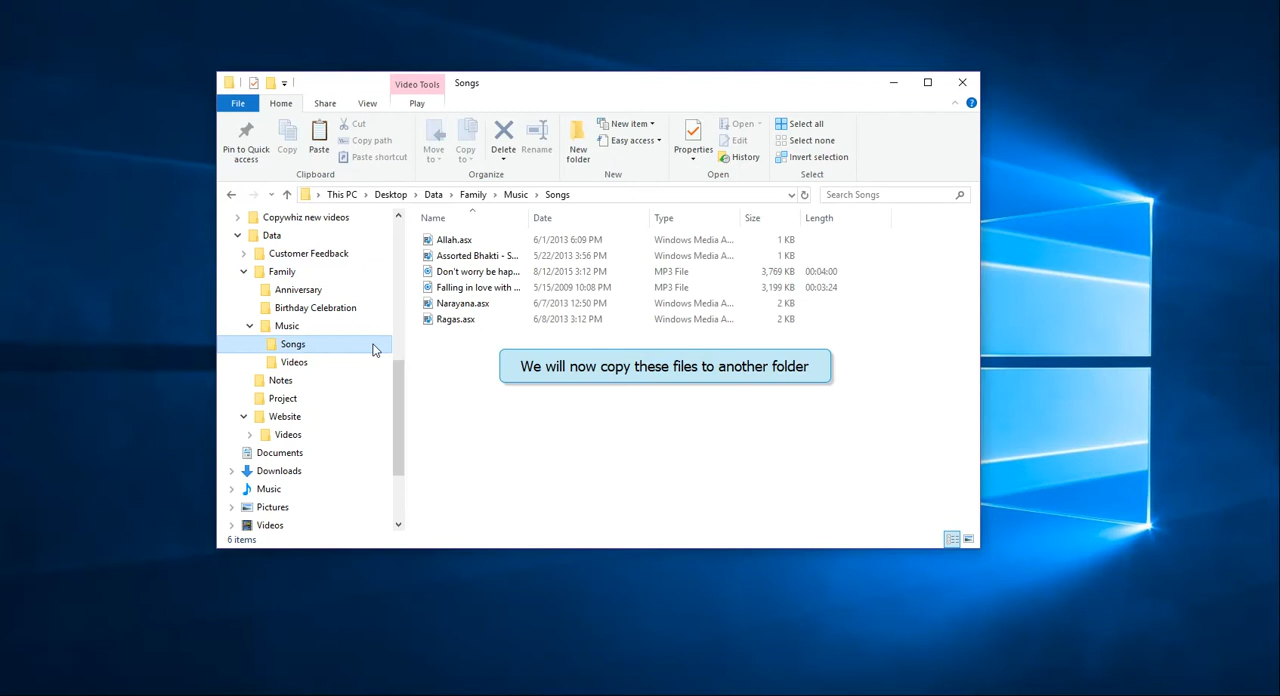 Video Tools Songs
File Home Share View Play
Pin to Quick access
Copy
Paste
Cut
Copy path
Paste shortcut
Clipboard
Move to
Copy to
Delete
Rename
Organize
New folder
New item
Easy access
New
Properties
Open
Edit
History
Open
Select all
Select none
Invert selection
Select
This PC > Desktop > Data > Family > Music > Songs
Search Songs
Copywhiz new videos
Data
Customer Feedback
Family
Anniversary
Birthday Celebration
Music
Songs
Videos
Notes
Project
Website
Videos
Documents
Downloads
Music
Pictures
Videos
Name Date Type Size Length
Allah.asx 6/1/2013 6:09 PM Windows Media A... 1 KB
Assorted Bhakti - S... 5/22/2013 3:56 PM Windows Media A... 1 KB
Don't worry be hap... 8/12/2015 3:12 PM MP3 File 3,769 KB 00:04:00
Falling in love with ... 5/15/2009 10:08 PM MP3 File 3,199 KB 00:03:24
Narayana.asx 6/7/2013 12:50 PM Windows Media A... 2 KB
Ragas.asx 6/8/2013 3:12 PM Windows Media A... 2 KB
We will now copy these files to another folder
6 items